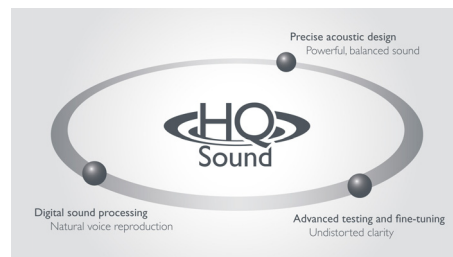 Precise acoustic design
Powerful, balanced sound
HQ
Sound
Digital sound processing
Natural voice reproduction
Advanced testing and fine-tuning
Undistorted clarity